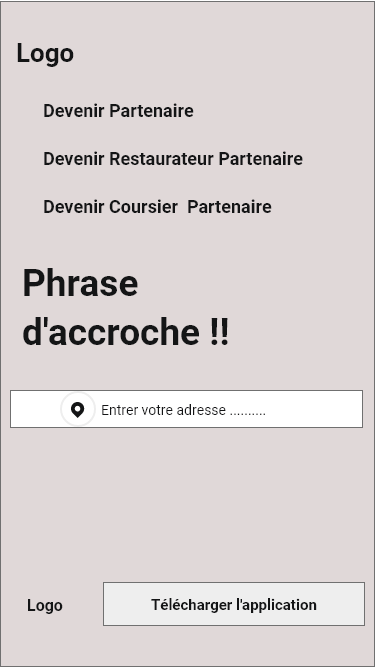 Logo
Devenir Partenaire
Devenir Restaurateur Partenaire
Devenir Coursier  Partenaire
Phrase
d'accroche !!
Entrer votre adresse ..........
Logo
Télécharger l'application